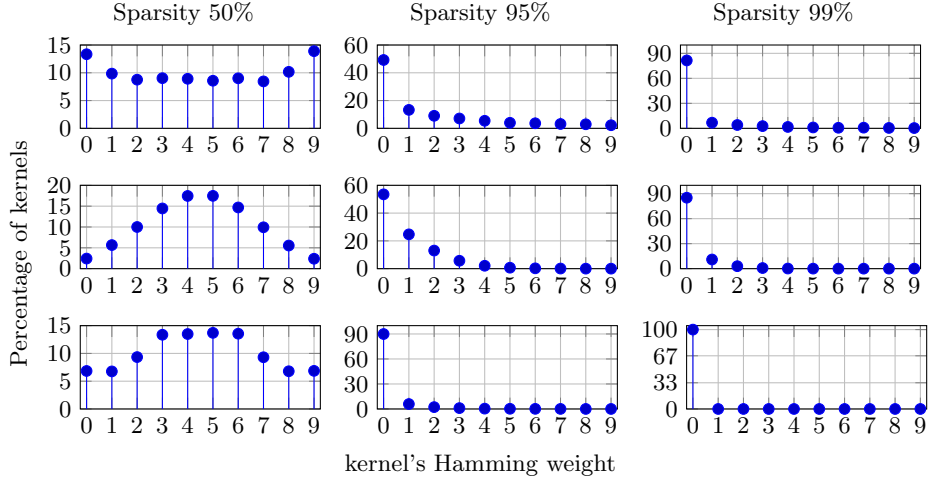 Sparsity 50% Sparsity 95% Sparsity 99%
15 60 90
10 40 60
5 20 30
0 0 0
0 1 2 3 4 5 6 7 8 9 0 1 2 3 4 5 6 7 8 9 0 1 2 3 4 5 6 7 8 9
Percentage of kernels
20 60 90
15 40 60
10 20 30
5 0 0
0
0 1 2 3 4 5 6 7 8 9 0 1 2 3 4 5 6 7 8 9 0 1 2 3 4 5 6 7 8 9
15 90 100
10 60 67
5 30 33
0 0 0
0 1 2 3 4 5 6 7 8 9 0 1 2 3 4 5 6 7 8 9 0 1 2 3 4 5 6 7 8 9
kernel's Hamming weight